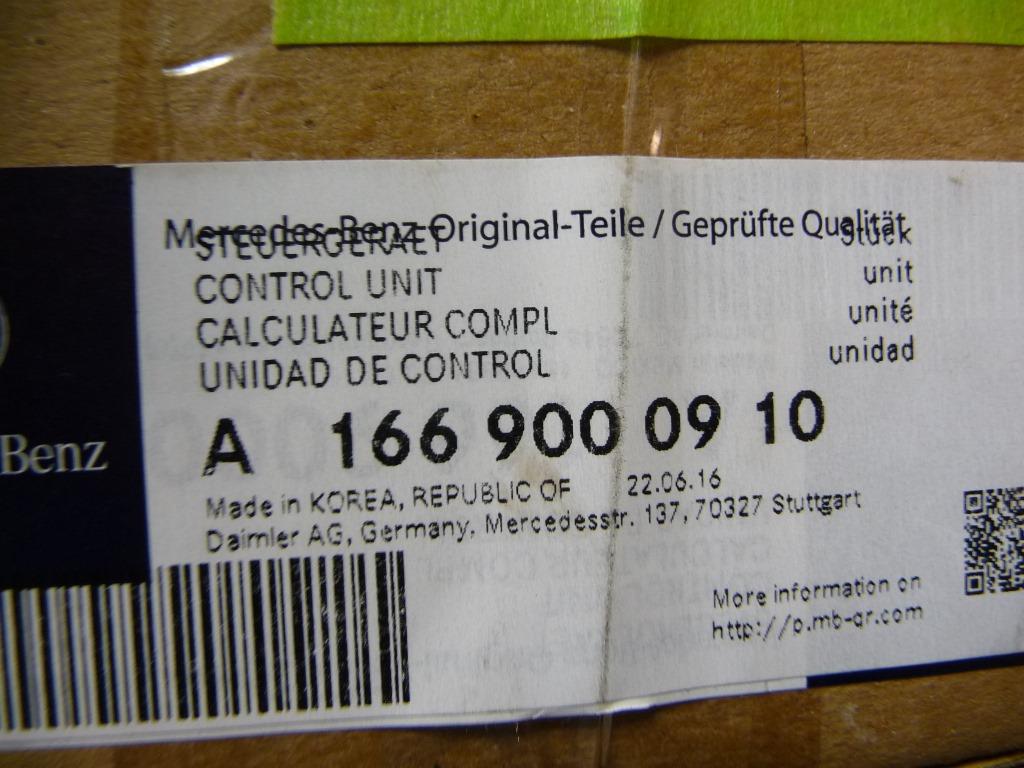 Mercedes-Benz Original-Teile / Geprüfte Qualität
STEUERGERAET Stück
CONTROL UNIT unit
CALCULATEUR COMPL unité
UNIDAD DE CONTROL unidad
A 166 900 09 10
Benz
Made in KOREA, REPUBLIC OF 22.06.16
Daimler AG, Germany, Mercedesstr. 137, 70327 Stuttgart
More information on
http://p.mb-qr.com